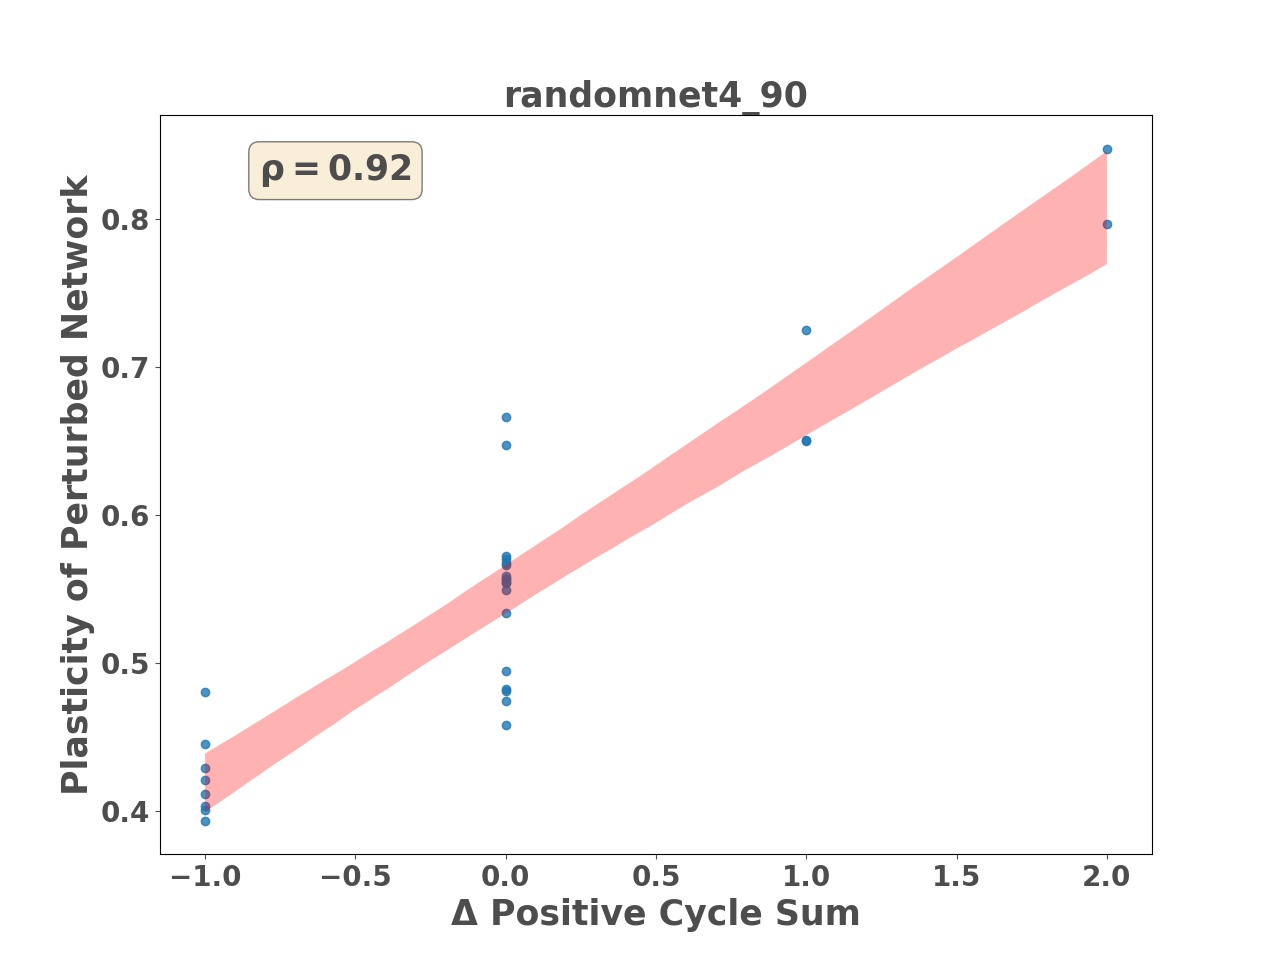 randomnet4_90
ρ = 0.92
Plasticity of Perturbed Network
0.8
0.7
0.6
0.5
0.4
−1.0 −0.5 0.0 0.5 1.0 1.5 2.0
Δ Positive Cycle Sum